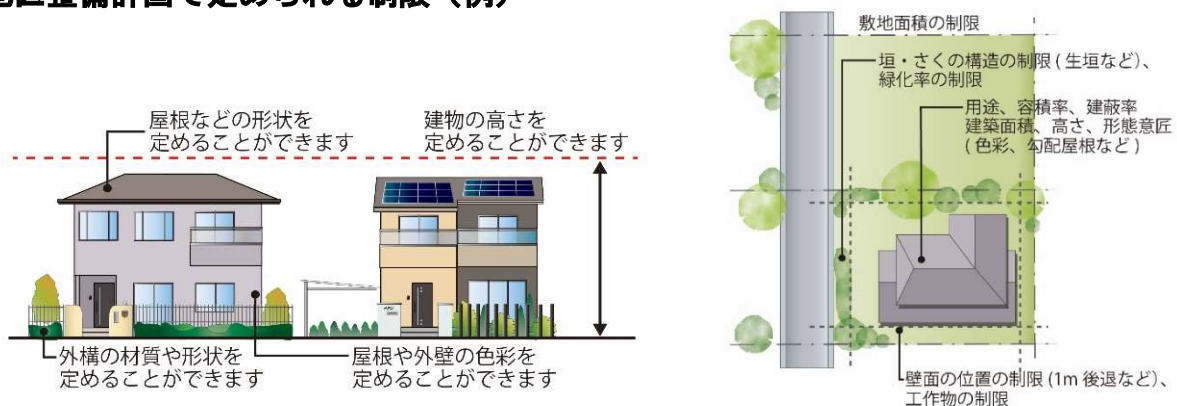 地区整備計画で定められる制限（例）
屋根などの形状を
定めることができます
建物の高さを
定めることができます
外構の材質や形状を
定めることができます
屋根や外壁の色彩を
定めることができます
敷地面積の制限
垣・さくの構造の制限(生垣など)、
緑化率の制限
用途、容積率、建蔽率
建築面積、高さ、形態意匠
(色彩、勾配屋根など)
壁面の位置の制限(1m後退など)、
工作物の制限